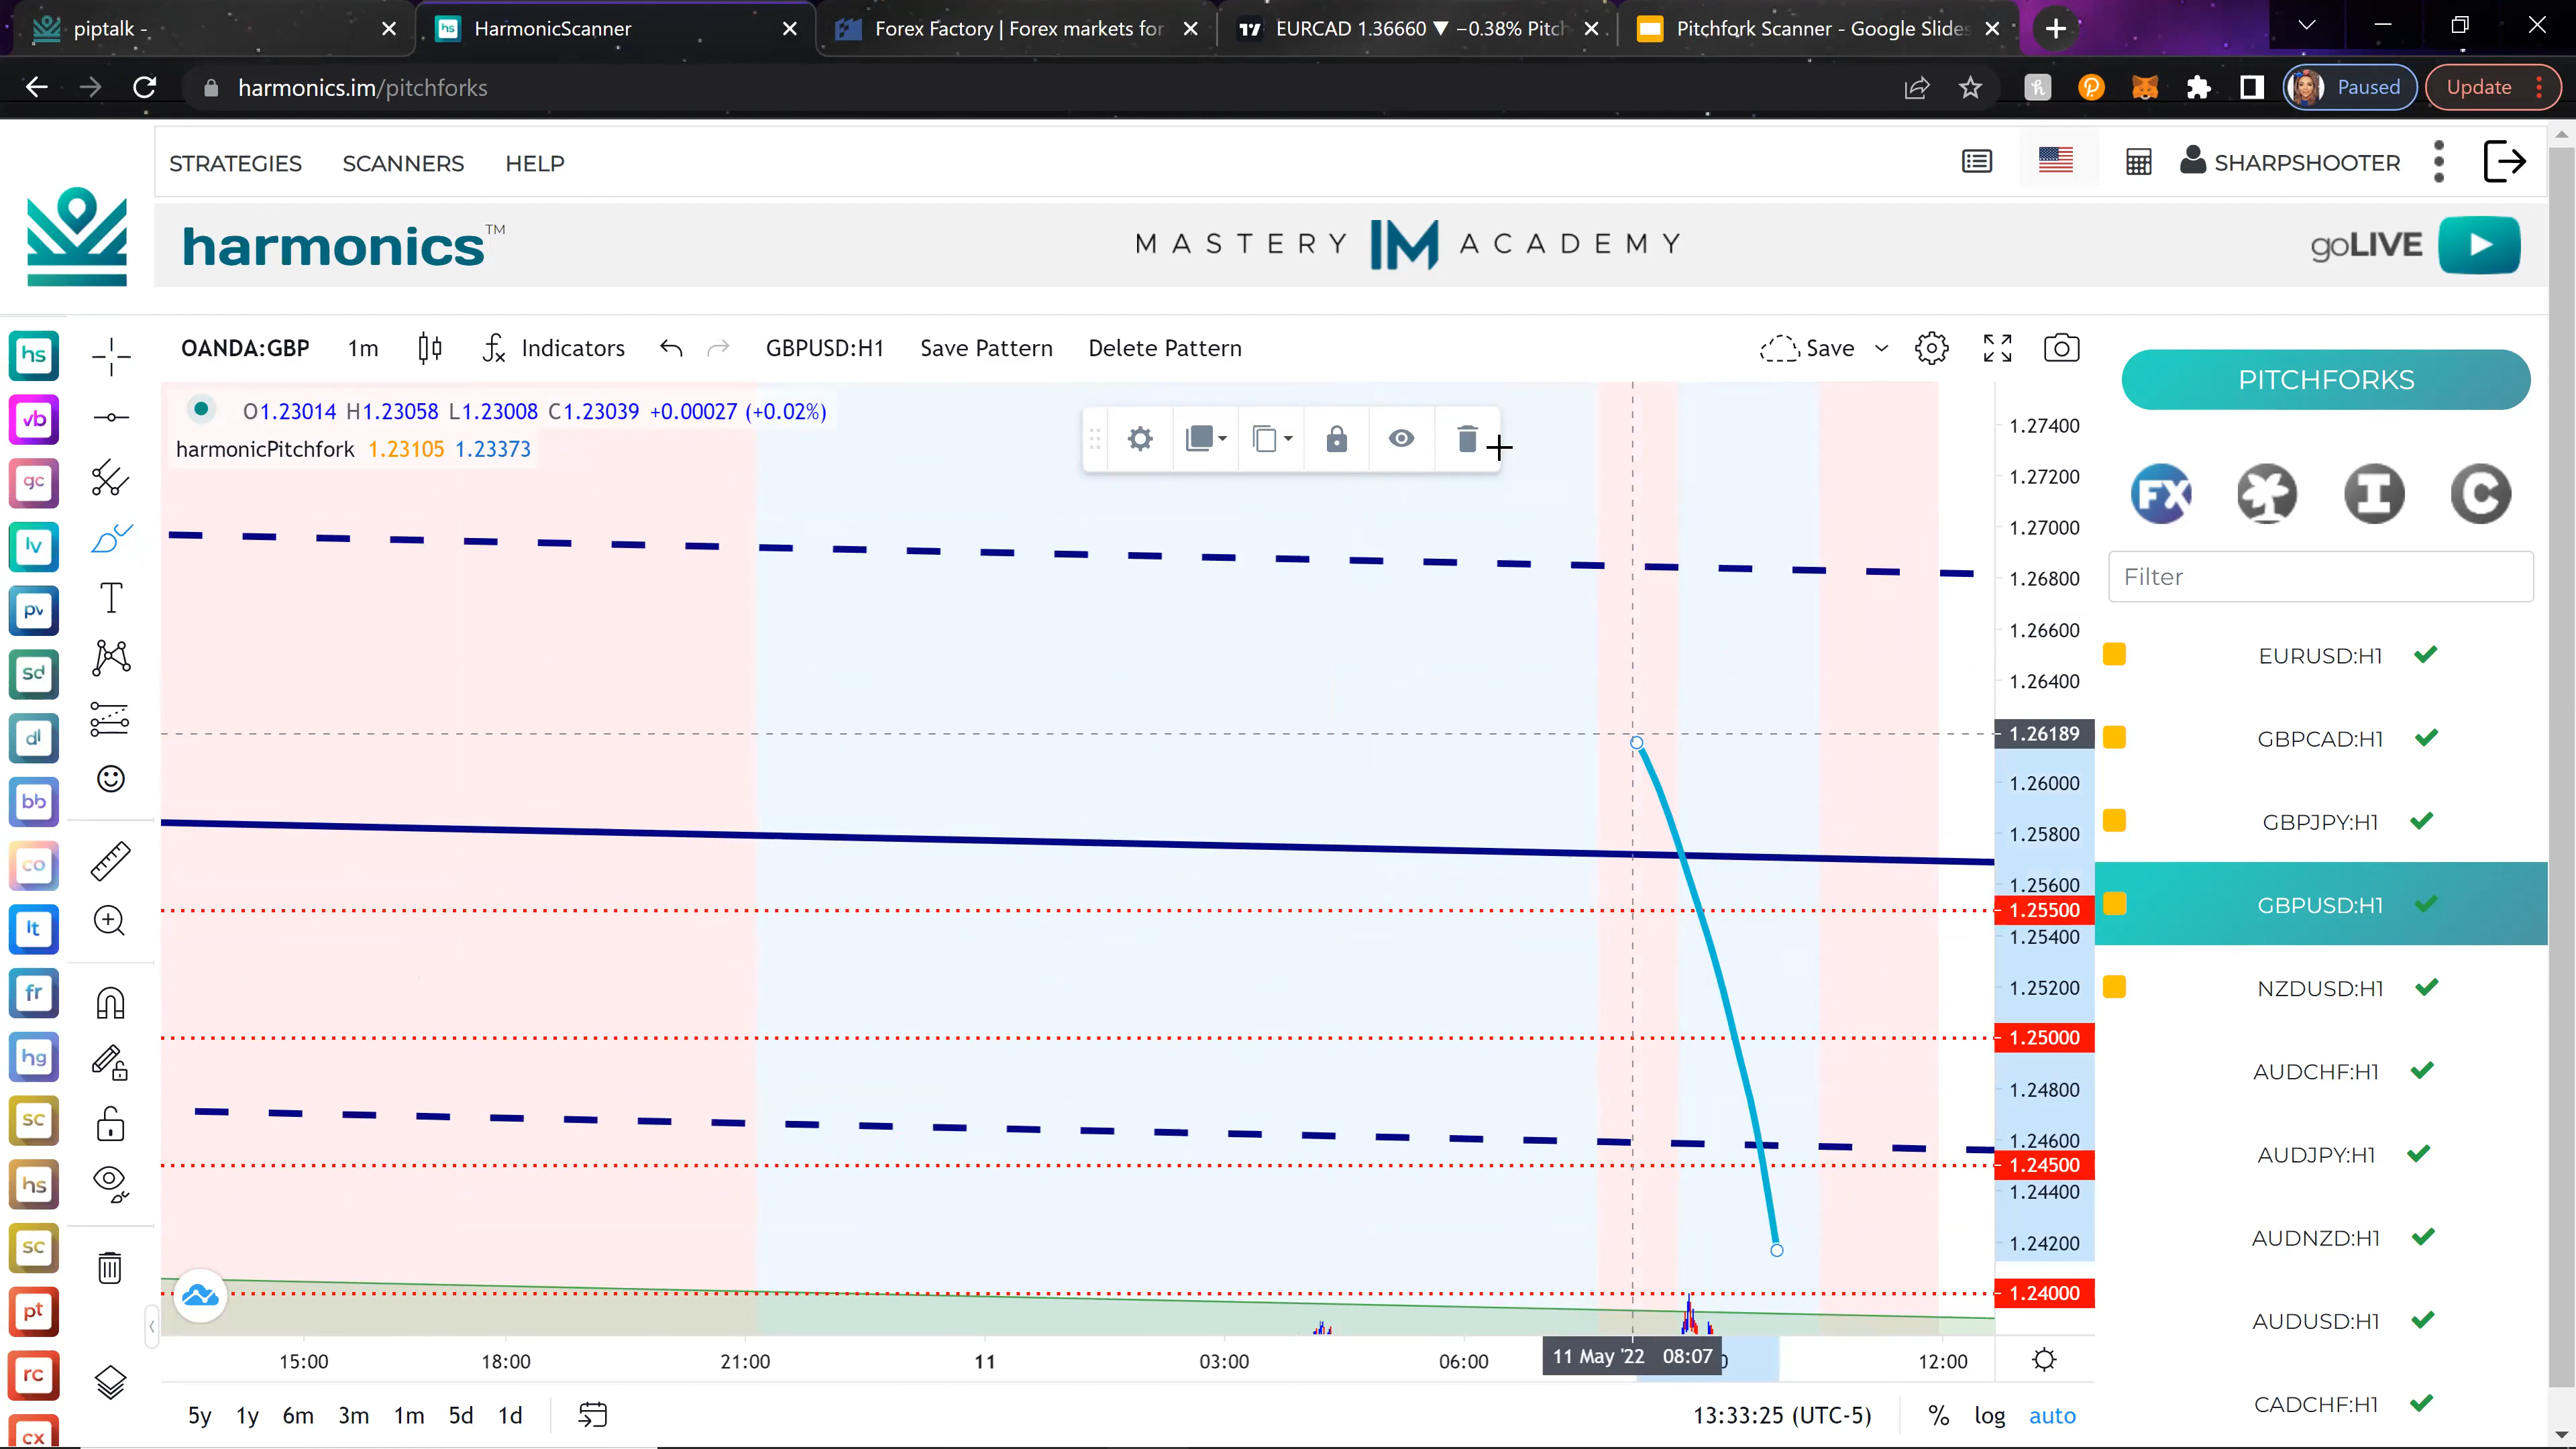 piptalk -
HarmonicScanner
Forex Factory | Forex markets for
EURCAD 1.36660 ▼ −0.38% Pitch
Pitchfork Scanner - Google Slides
harmonics.im/pitchforks
Paused
Update
STRATEGIES SCANNERS HELP
SHARPSHOOTER
harmonics™
MASTERY IM ACADEMY
goLIVE
OANDA:GBP 1m Indicators GBPUSD:H1 Save Pattern Delete Pattern
Save
O1.23014 H1.23058 L1.23008 C1.23039 +0.00027 (+0.02%)
harmonicPitchfork 1.23105 1.23373
hs
vb
gc
lv
pv
sd
dl
bb
co
lt
fr
hg
sc
hs
sc
pt
rc
cx
1.27400
1.27200
1.27000
1.26800
1.26600
1.26400
1.26189
1.26000
1.25800
1.25600
1.25500
1.25400
1.25200
1.25000
1.24800
1.24600
1.24500
1.24400
1.24200
1.24000
15:00 18:00 21:00 11 03:00 06:00 11 May '22 08:07 12:00
5y 1y 6m 3m 1m 5d 1d
13:33:25 (UTC-5) % log auto
PITCHFORKS
FX I C
Filter
EURUSD:H1
GBPCAD:H1
GBPJPY:H1
GBPUSD:H1
NZDUSD:H1
AUDCHF:H1
AUDJPY:H1
AUDNZD:H1
AUDUSD:H1
CADCHF:H1